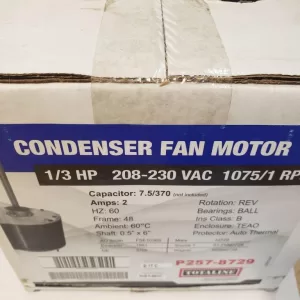 CONDENSER FAN MOTOR
1/3 HP 208-230 VAC 1075/1 RP
Capacitor: 7.5/370 (not included)
Amps: 2 Rotation: REV
HZ: 60 Bearings: BALL
Frame: 48 Ins Class: B
Ambient: 60°C Enclosure: TEAO
Shaft: 0.5" x 6" Protector: Auto Thermal
P257-8729
TOTALINE